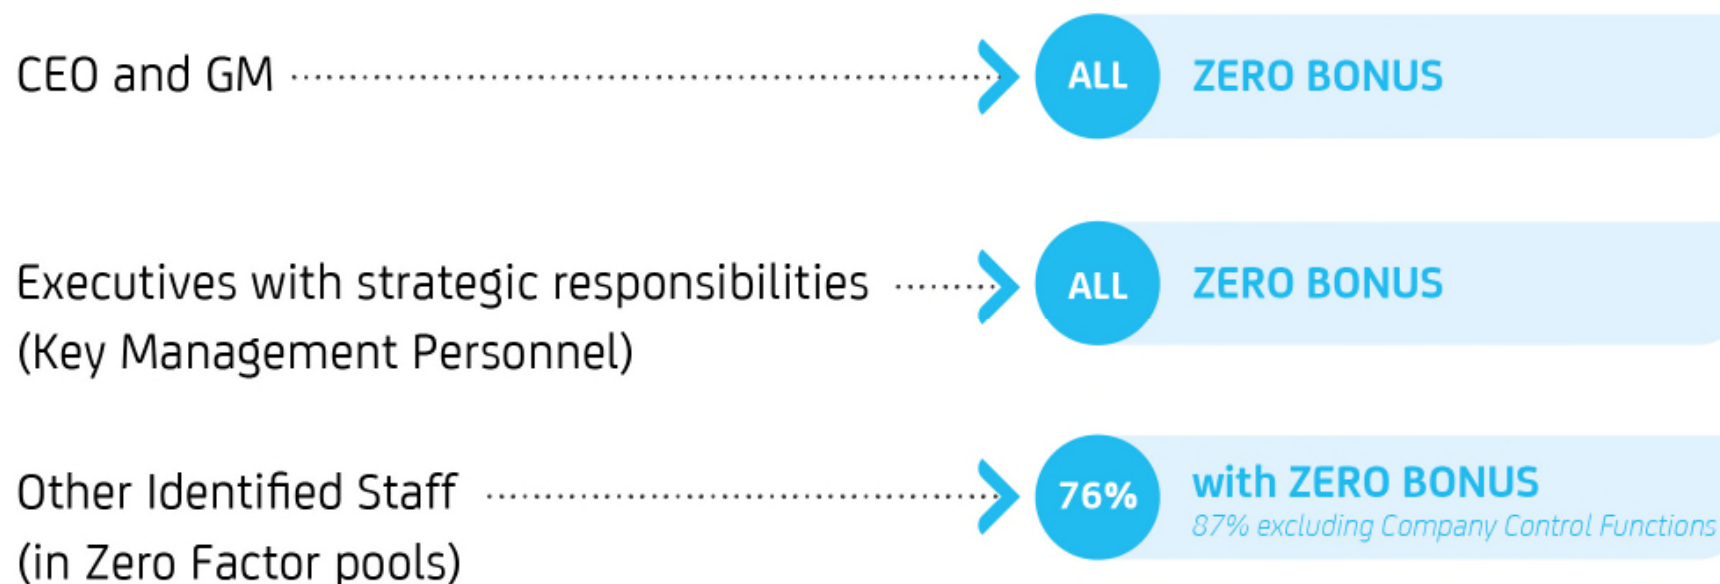 CEO and GM
ALL
ZERO BONUS
Executives with strategic responsibilities
(Key Management Personnel)
ALL
ZERO BONUS
Other Identified Staff
(in Zero Factor pools)
76%
with ZERO BONUS
87% excluding Company Control Functions